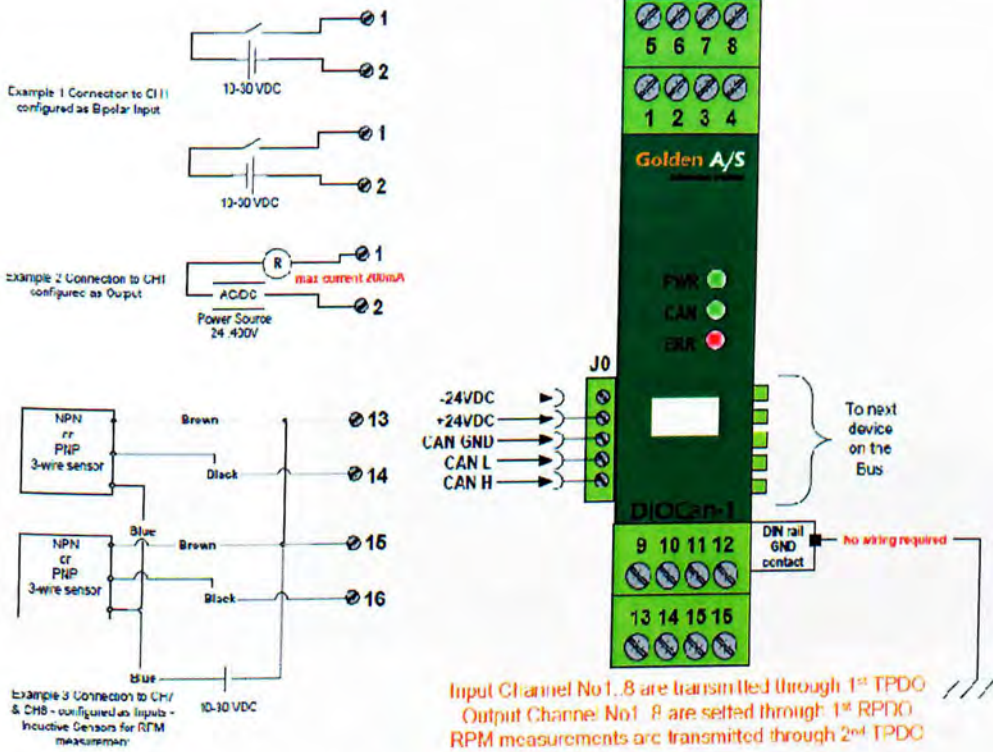 1
2
10-30 VDC
Example 1 Connection to CH1
configured as Bipolar Input
1
2
10-30 VDC
1
R
max current 200mA
Example 2 Connection to CH1
configured as Output
AC/DC
2
Power Source
24..400V
NPN
or
PNP
3-wire sensor
Brown
13
Black
14
Blue
NPN
or
PNP
3-wire sensor
Brown
15
Black
16
Blue
10-30 VDC
Example 3 Connection to CH7
& CH8 - configured as Inputs -
Inductive Sensors for RPM
measurement
5 6 7 8
1 2 3 4
Golden A/S
PWR
CAN
ERR
J0
-24VDC
+24VDC
CAN GND
CAN L
CAN H
To next
device
on the
Bus
DIOCan-1
9 10 11 12
DIN rail
GND
contact
No wiring required
13 14 15 16
Input Channel No1..8 are transmitted through 1st TPDO
Output Channel No1..8 are setted through 1st RPDO
RPM measurements are transmitted through 2nd TPDO